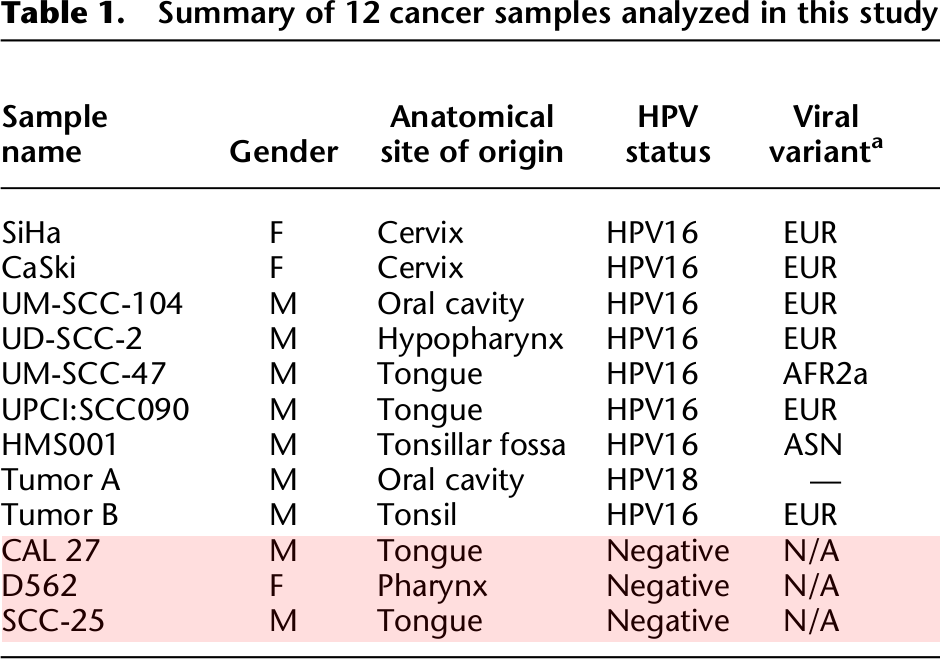 Table 1. Summary of 12 cancer samples analyzed in this study
Sample name Gender Anatomical site of origin HPV status Viral variantᵃ
SiHa F Cervix HPV16 EUR
CaSki F Cervix HPV16 EUR
UM-SCC-104 M Oral cavity HPV16 EUR
UD-SCC-2 M Hypopharynx HPV16 EUR
UM-SCC-47 M Tongue HPV16 AFR2a
UPCI:SCC090 M Tongue HPV16 EUR
HMS001 M Tonsillar fossa HPV16 ASN
Tumor A M Oral cavity HPV18 —
Tumor B M Tonsil HPV16 EUR
CAL 27 M Tongue Negative N/A
D562 F Pharynx Negative N/A
SCC-25 M Tongue Negative N/A